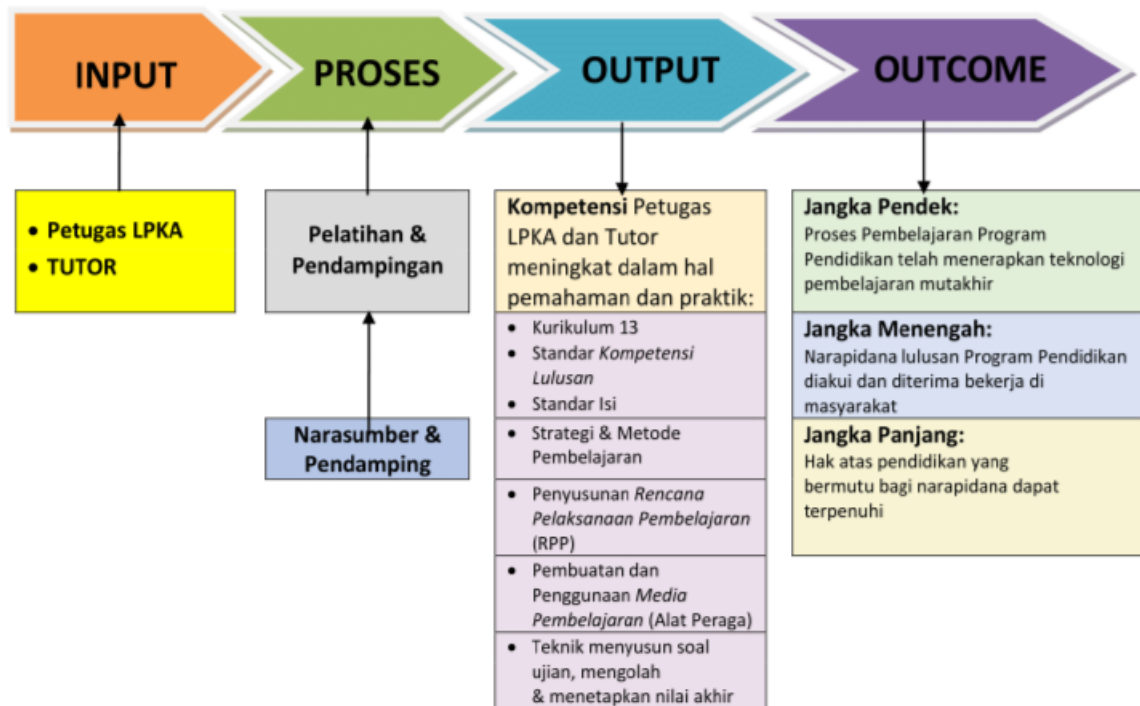 INPUT
PROSES
OUTPUT
OUTCOME
• Petugas LPKA
• TUTOR
Pelatihan &
Pendampingan
Narasumber &
Pendamping
Kompetensi Petugas
LPKA dan Tutor
meningkat dalam hal
pemahaman dan praktik:
• Kurikulum 13
• Standar Kompetensi
Lulusan
• Standar Isi
• Strategi & Metode
Pembelajaran
• Penyusunan Rencana
Pelaksanaan Pembelajaran
(RPP)
• Pembuatan dan
Penggunaan Media
Pembelajaran (Alat Peraga)
• Teknik menyusun soal
ujian, mengolah
& menetapkan nilai akhir
Jangka Pendek:
Proses Pembelajaran Program
Pendidikan telah menerapkan teknologi
pembelajaran mutakhir
Jangka Menengah:
Narapidana lulusan Program Pendidikan
diakui dan diterima bekerja di
masyarakat
Jangka Panjang:
Hak atas pendidikan yang
bermutu bagi narapidana dapat
terpenuhi